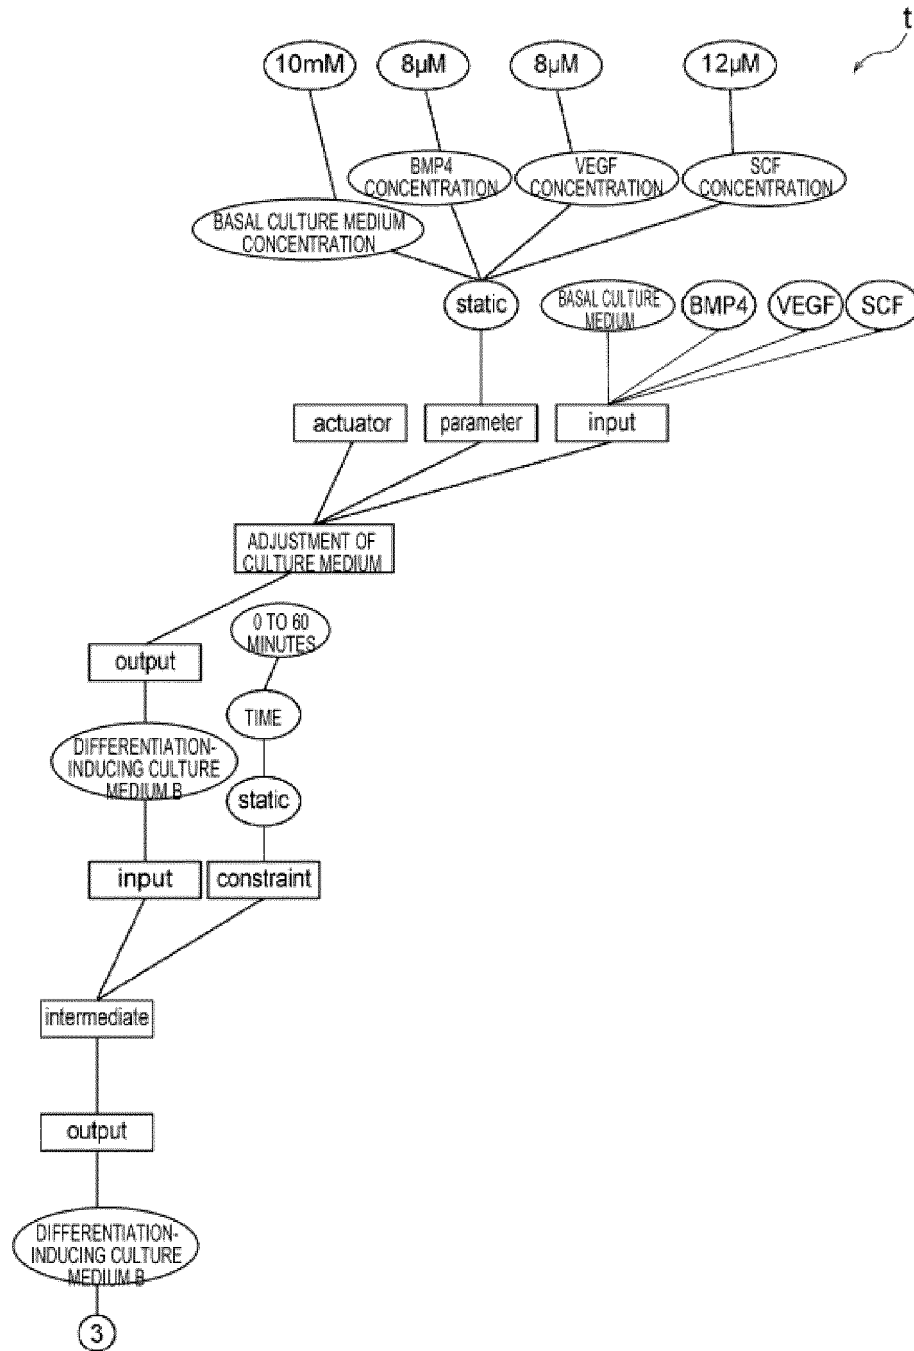 t
10mM
8µM
8µM
12µM
BMP4
CONCENTRATION
VEGF
CONCENTRATION
SCF
CONCENTRATION
BASAL CULTURE MEDIUM
CONCENTRATION
static
BASAL CULTURE
MEDIUM
BMP4
VEGF
SCF
actuator
parameter
input
ADJUSTMENT OF
CULTURE MEDIUM
0 TO 60
MINUTES
output
TIME
DIFFERENTIATION-
INDUCING CULTURE
MEDIUM B
static
input
constraint
intermediate
output
DIFFERENTIATION-
INDUCING CULTURE
MEDIUM B
3